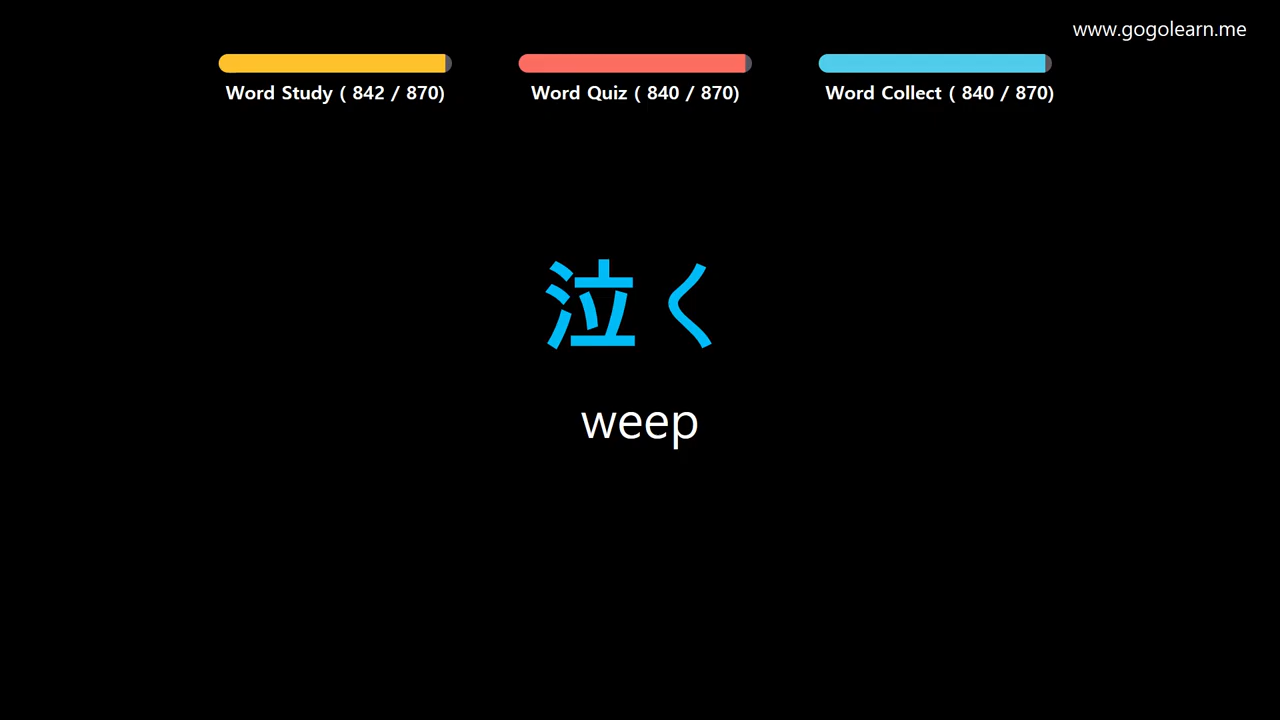 www.gogolearn.me
Word Study ( 842 / 870)
Word Quiz ( 840 / 870)
Word Collect ( 840 / 870)
泣く
weep